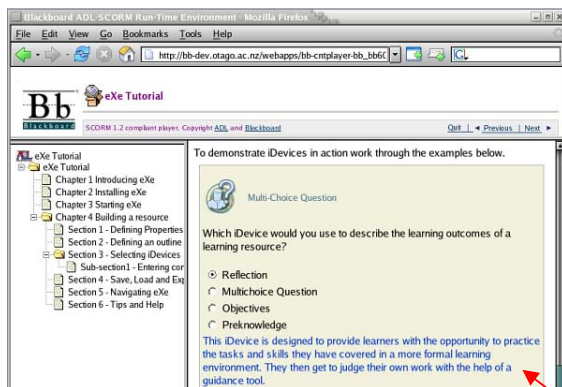 Blackboard ADL-SCORM Run-Time Environment - Mozilla Firefox
File Edit View Go Bookmarks Tools Help
http://bb-dev.otago.ac.nz/webapps/bb-cntplayer-bb_bb60
G
Bb
Blackboard
eXe Tutorial
SCORM 1.2 compliant player. Copyright ADL and Blackboard
Quit | ◄ Previous | Next ►
eXe Tutorial
eXe Tutorial
Chapter 1 Introducing eXe
Chapter 2 Installing eXe
Chapter 3 Starting eXe
Chapter 4 Building a resource
Section 1 - Defining Properties
Section 2 - Defining an outline
Section 3 - Selecting iDevices
Sub-section1 - Entering cor
Section 4 - Save, Load and Exp
Section 5 - Navigating eXe
Section 6 - Tips and Help
To demonstrate iDevices in action work through the examples below.
Multi-Choice Question
Which iDevice would you use to describe the learning outcomes of a
learning resource?
Reflection
Multichoice Question
Objectives
Preknowledge
This iDevice is designed to provide learners with the opportunity to practice
the tasks and skills they have covered in a more formal learning
environment. They then get to judge their own work with the help of a
guidance tool.